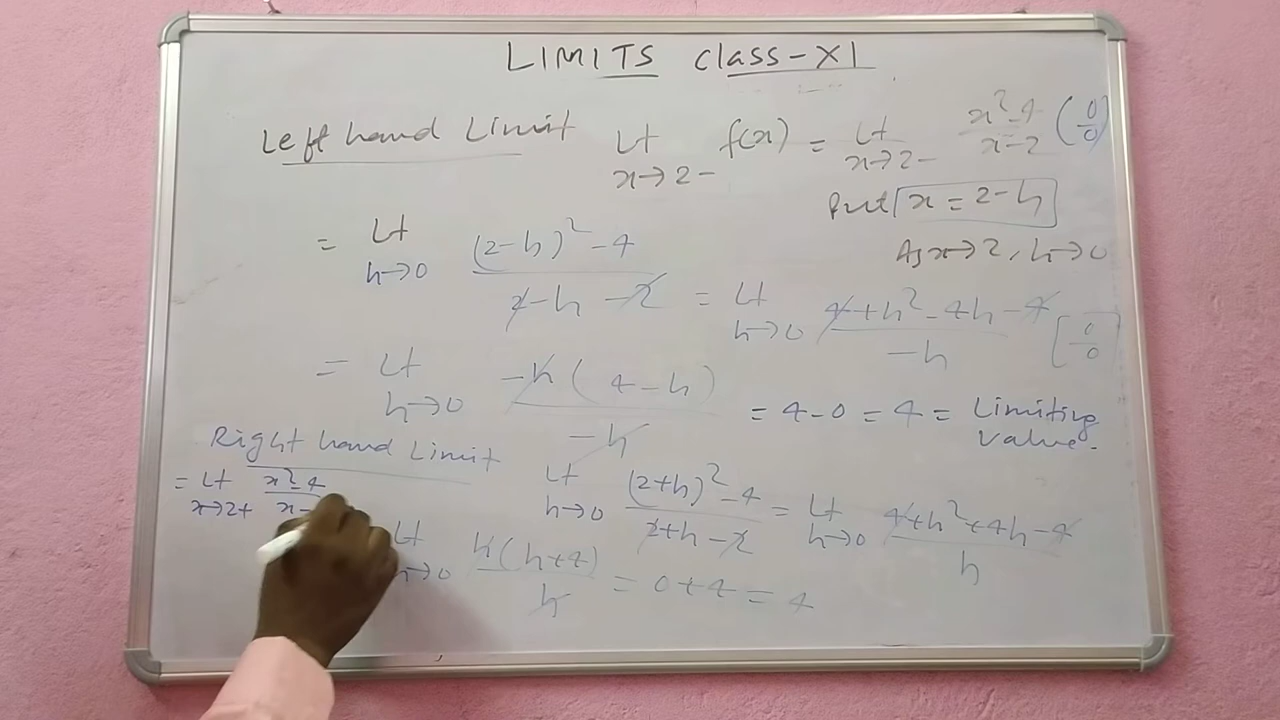 LIMITS class-XI
Left hand Limit Lt x→2- f(x) = Lt x→2- x²-4/x-2 (0/0)
Put x = 2-h
As x→2, h→0
= Lt h→0 (2-h)²-4/2-h-2 = Lt h→0 4+h²-4h-4/-h [0/0]
= Lt h→0 -h(4-h)/-h = 4-0 = 4 = Limiting
value.
Right hand Limit
= Lt x→2+ x²-4/x- Lt h→0 (2+h)²-4/2+h-2 = Lt h→0 4+h²+4h-4/h
Lt h→0 h(h+4)/h = 0+4 = 4